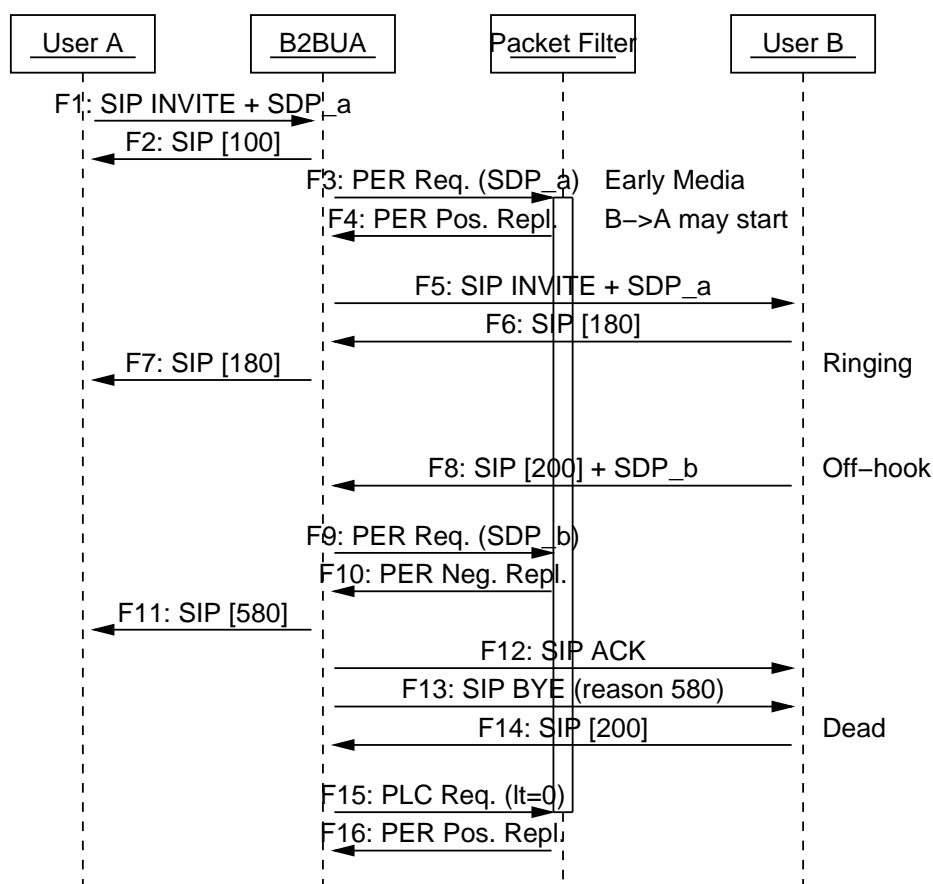 User A
B2BUA
Packet Filter
User B
F1: SIP INVITE + SDP_a
F2: SIP [100]
F3: PER Req. (SDP_a)
Early Media
F4: PER Pos. Repl.
B−>A may start
F5: SIP INVITE + SDP_a
F6: SIP [180]
F7: SIP [180]
Ringing
F8: SIP [200] + SDP_b
Off−hook
F9: PER Req. (SDP_b)
F10: PER Neg. Repl.
F11: SIP [580]
F12: SIP ACK
F13: SIP BYE (reason 580)
F14: SIP [200]
Dead
F15: PLC Req. (lt=0)
F16: PER Pos. Repl.